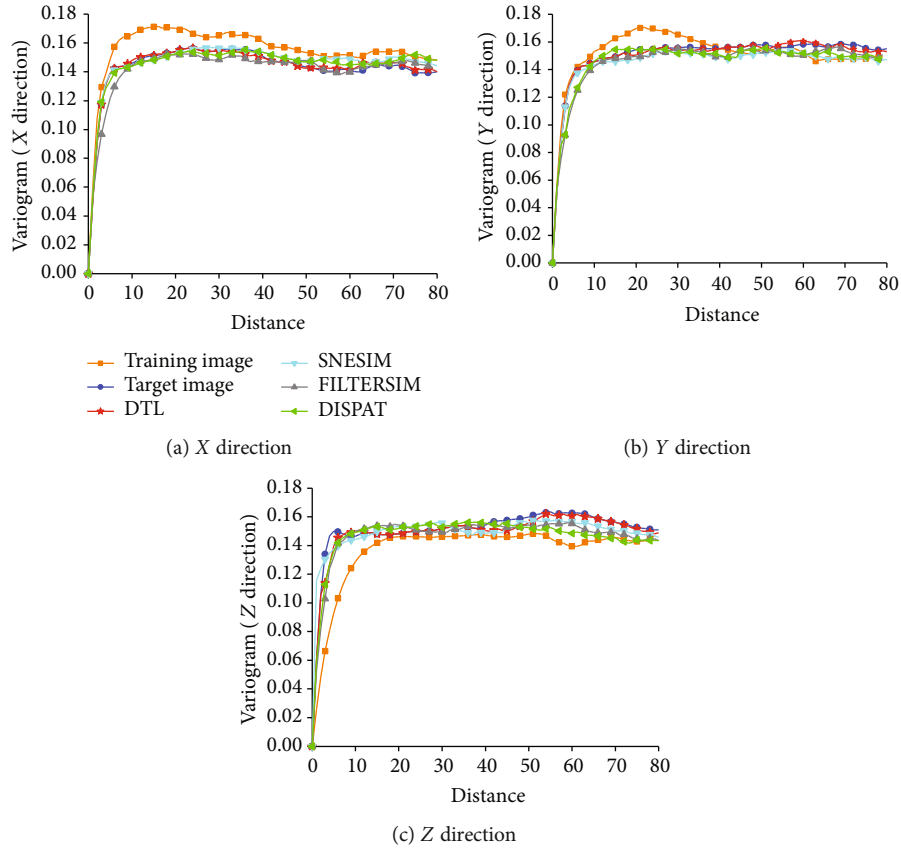 0.18
0.16
0.14
0.12
0.10
0.08
0.06
0.04
0.02
0.00
Variogram (X direction)
0 10 20 30 40 50 60 70 80
Distance
0.18
0.16
0.14
0.12
0.10
0.08
0.06
0.04
0.02
0.00
Variogram (Y direction)
0 10 20 30 40 50 60 70 80
Distance
Training image
Target image
DTL
SNESIM
FILTERSIM
DISPAT
(a) X direction
(b) Y direction
0.18
0.16
0.14
0.12
0.10
0.08
0.06
0.04
0.02
0.00
Variogram (Z direction)
0 10 20 30 40 50 60 70 80
Distance
(c) Z direction